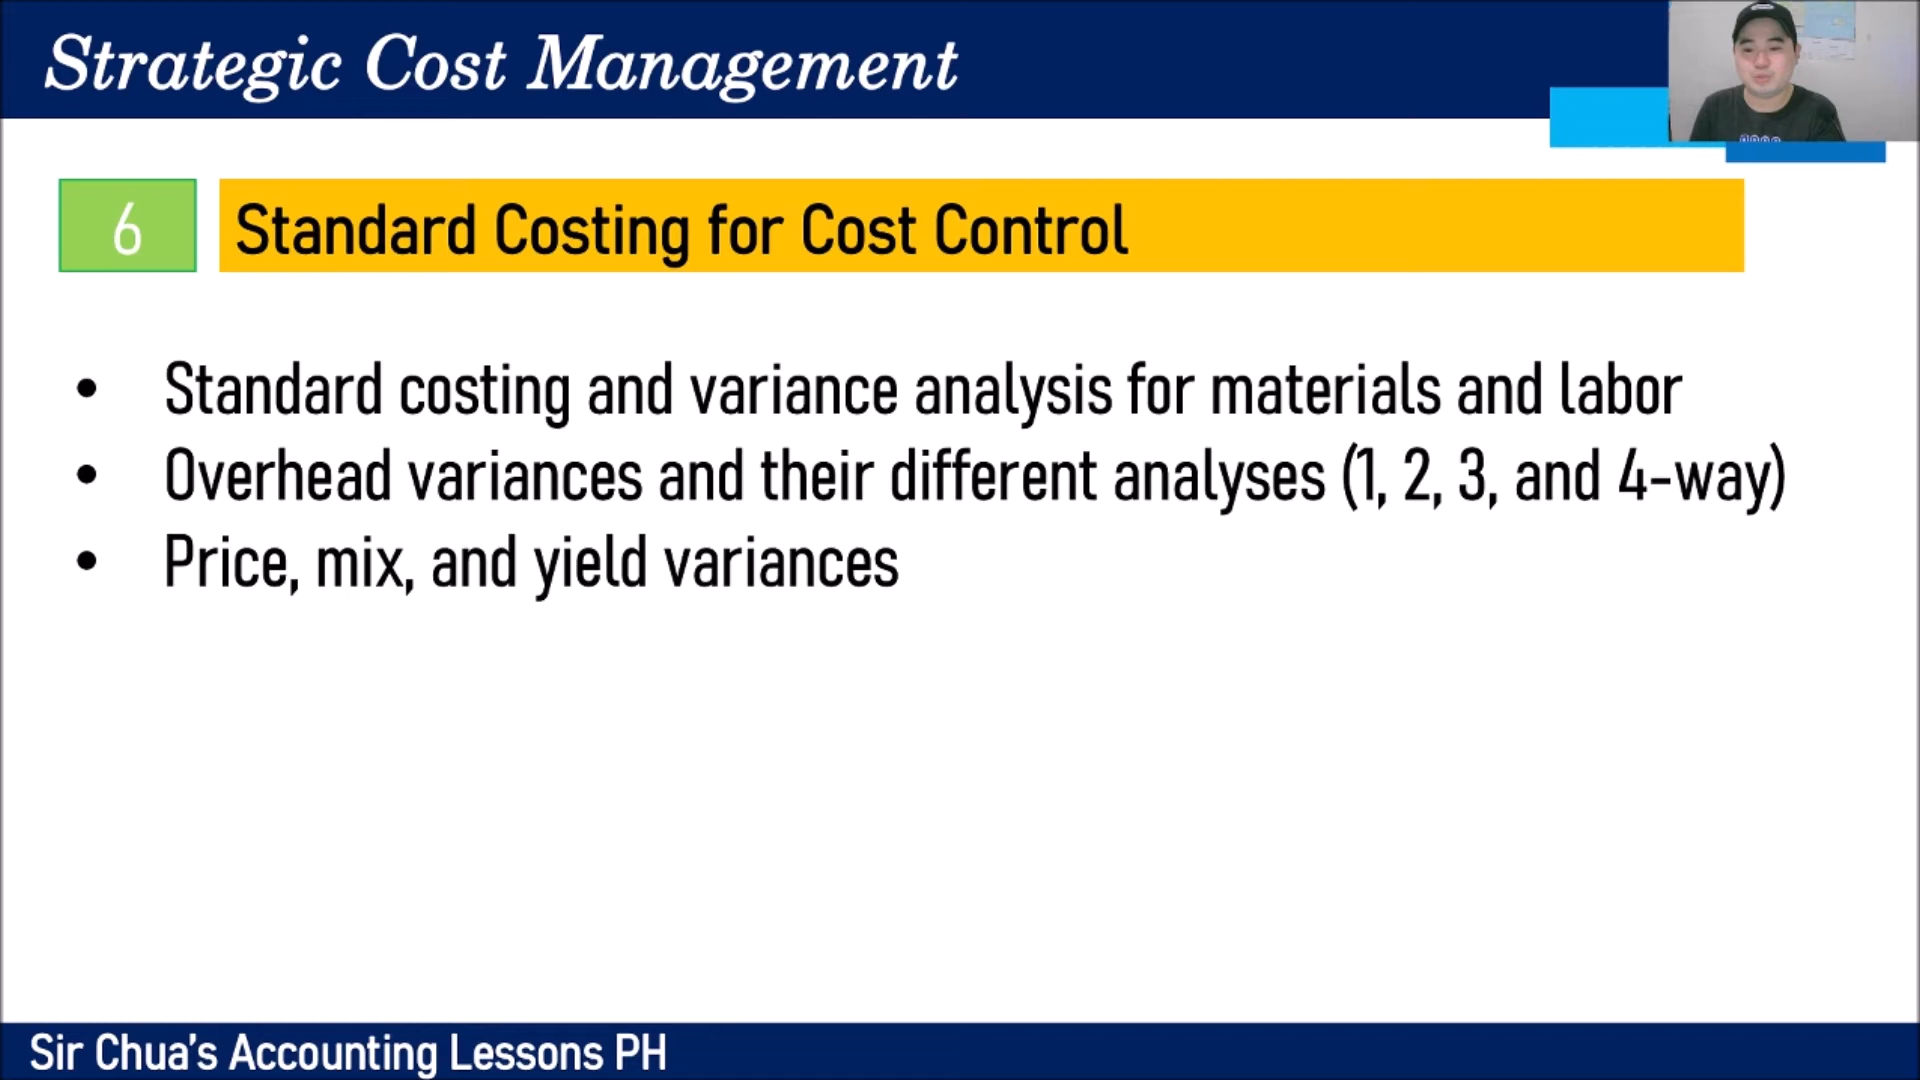 Strategic Cost Management
6
Standard Costing for Cost Control
• Standard costing and variance analysis for materials and labor
• Overhead variances and their different analyses (1, 2, 3, and 4-way)
• Price, mix, and yield variances
Sir Chua's Accounting Lessons PH